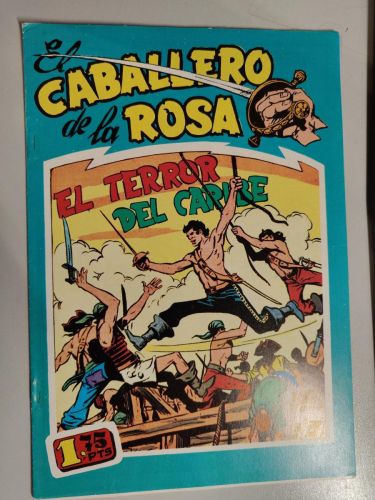 El
CABALLERO
de la ROSA
EL TERROR
DEL CARIBE
1.75
PTS